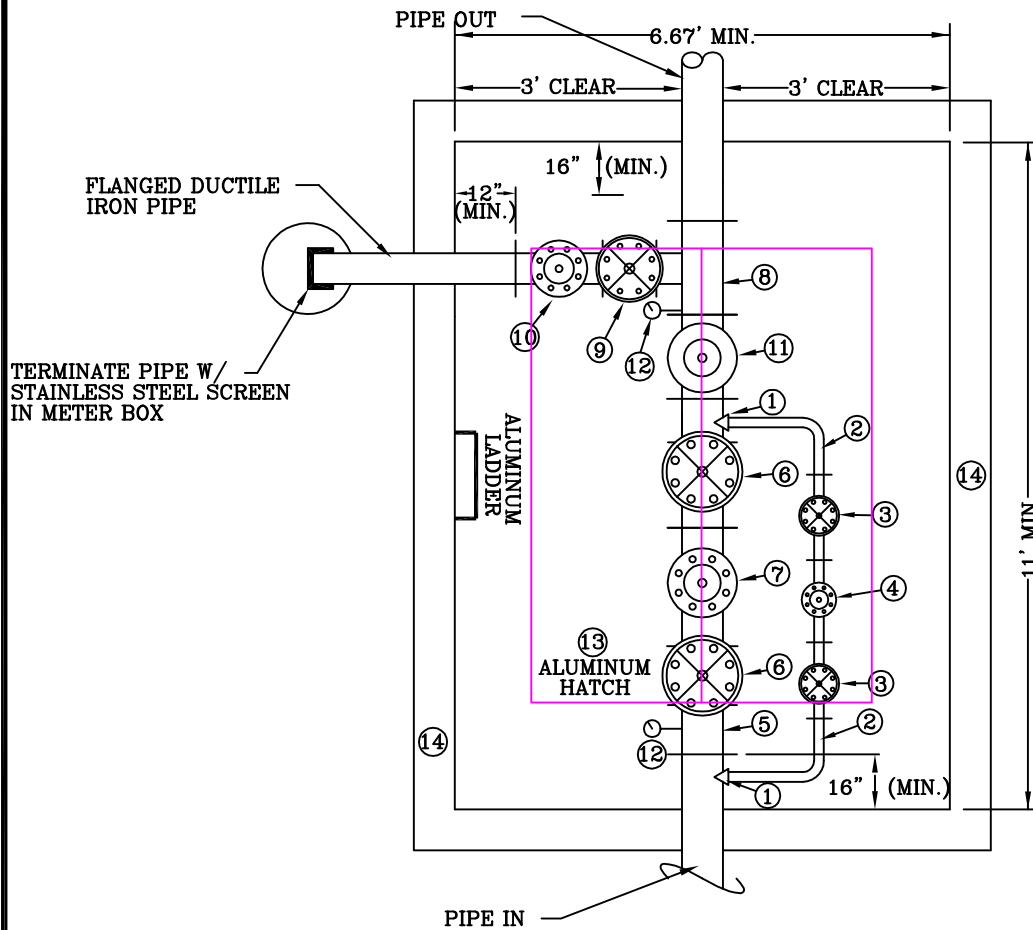 PIPE OUT
6.67' MIN.
3' CLEAR
3' CLEAR
16" (MIN.)
FLANGED DUCTILE
IRON PIPE
12"
(MIN.)
8
10
9
12
11
TERMINATE PIPE W/
STAINLESS STEEL SCREEN
IN METER BOX
1
2
ALUMINUM
LADDER
6
14
3
11' MIN
7
4
13
ALUMINUM
HATCH
6
3
5
2
14
12
1
16" (MIN.)
PIPE IN